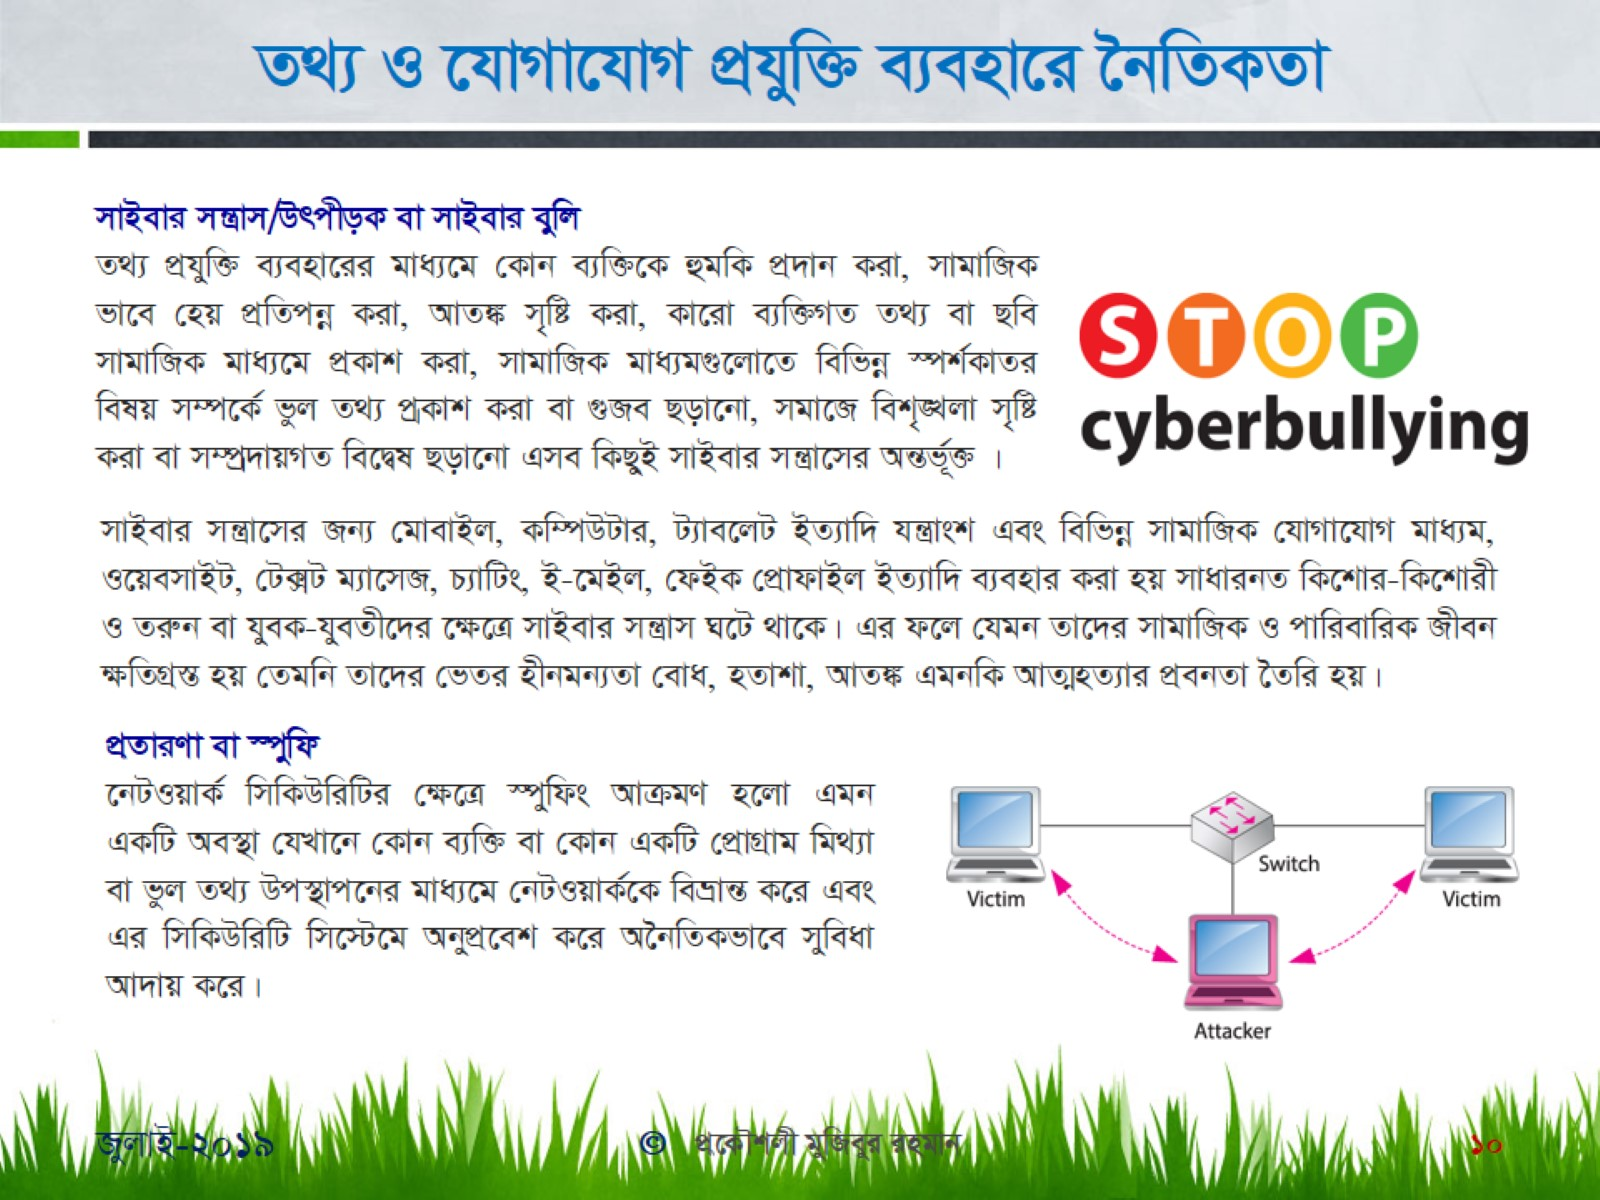 তথ্য ও যোগাযোগ প্রযুক্তি ব্যবহারে নৈতিকতা
সাইবার সন্ত্রাস/উৎপীড়ক বা সাইবার বুলি
তথ্য প্রযুক্তি ব্যবহারের মাধ্যমে কোন ব্যক্তিকে হুমকি প্রদান করা, সামাজিক
ভাবে হেয় প্রতিপন্ন করা, আতঙ্ক সৃষ্টি করা, কারো ব্যক্তিগত তথ্য বা ছবি
সামাজিক মাধ্যমে প্রকাশ করা, সামাজিক মাধ্যমগুলোতে বিভিন্ন স্পর্শকাতর
বিষয় সম্পর্কে ভুল তথ্য প্রকাশ করা বা গুজব ছড়ানো, সমাজে বিশৃঙ্খলা সৃষ্টি
করা বা সম্প্রদায়গত বিদ্বেষ ছড়ানো এসব কিছুই সাইবার সন্ত্রাসের অন্তর্ভূক্ত ।
STOP
cyberbullying
সাইবার সন্ত্রাসের জন্য মোবাইল, কম্পিউটার, ট্যাবলেট ইত্যাদি যন্ত্রাংশ এবং বিভিন্ন সামাজিক যোগাযোগ মাধ্যম,
ওয়েবসাইট, টেক্সট ম্যাসেজ, চ্যাটিং, ই-মেইল, ফেইক প্রোফাইল ইত্যাদি ব্যবহার করা হয় সাধারনত কিশোর-কিশোরী
ও তরুন বা যুবক-যুবতীদের ক্ষেত্রে সাইবার সন্ত্রাস ঘটে থাকে। এর ফলে যেমন তাদের সামাজিক ও পারিবারিক জীবন
ক্ষতিগ্রস্ত হয় তেমনি তাদের ভেতর হীনমন্যতা বোধ, হতাশা, আতঙ্ক এমনকি আত্মহত্যার প্রবনতা তৈরি হয়।
প্রতারণা বা স্পুফি
নেটওয়ার্ক সিকিউরিটির ক্ষেত্রে স্পুফিং আক্রমণ হলো এমন
একটি অবস্থা যেখানে কোন ব্যক্তি বা কোন একটি প্রোগ্রাম মিথ্যা
বা ভুল তথ্য উপস্থাপনের মাধ্যমে নেটওয়ার্ককে বিভ্রান্ত করে এবং
এর সিকিউরিটি সিস্টেমে অনুপ্রবেশ করে অনৈতিকভাবে সুবিধা
আদায় করে।
Switch
Victim
Victim
Attacker
জুলাই-২০১৯
© প্রকৌশলী মুজিবুর রহমান
১০